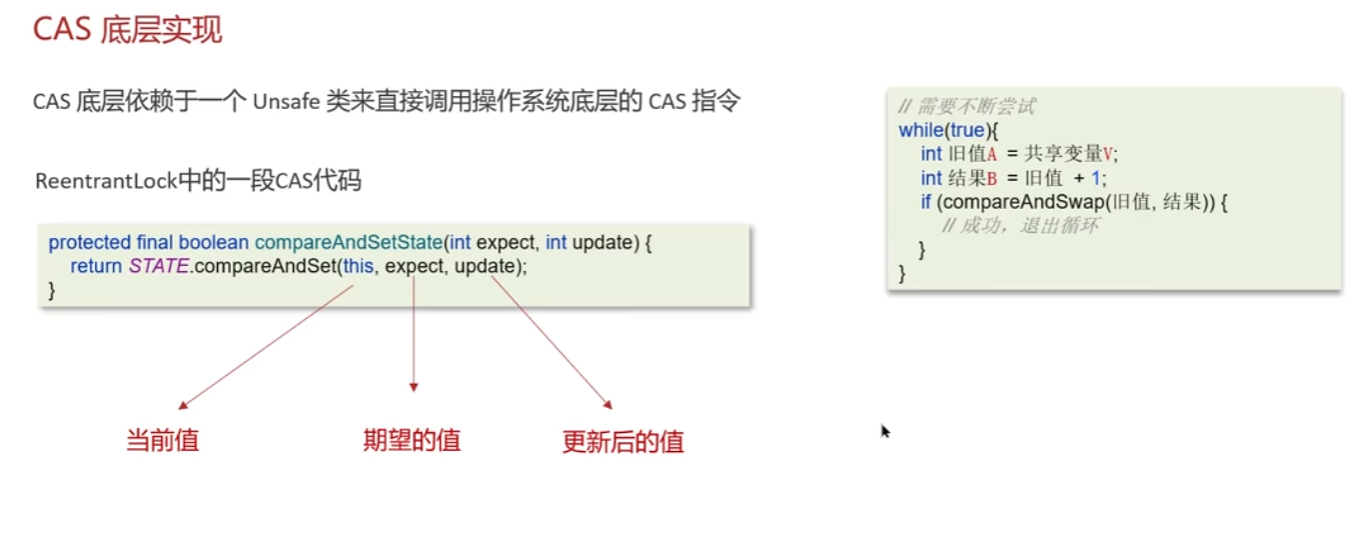 CAS 底层实现
CAS 底层依赖于一个 Unsafe 类来直接调用操作系统底层的 CAS 指令
ReentrantLock中的一段CAS代码
protected final boolean compareAndSetState(int expect, int update) {
return STATE.compareAndSet(this, expect, update);
}
当前值
期望的值
更新后的值
// 需要不断尝试
while(true){
int 旧值A = 共享变量V;
int 结果B = 旧值 + 1;
if (compareAndSwap(旧值, 结果)) {
// 成功，退出循环
}
}